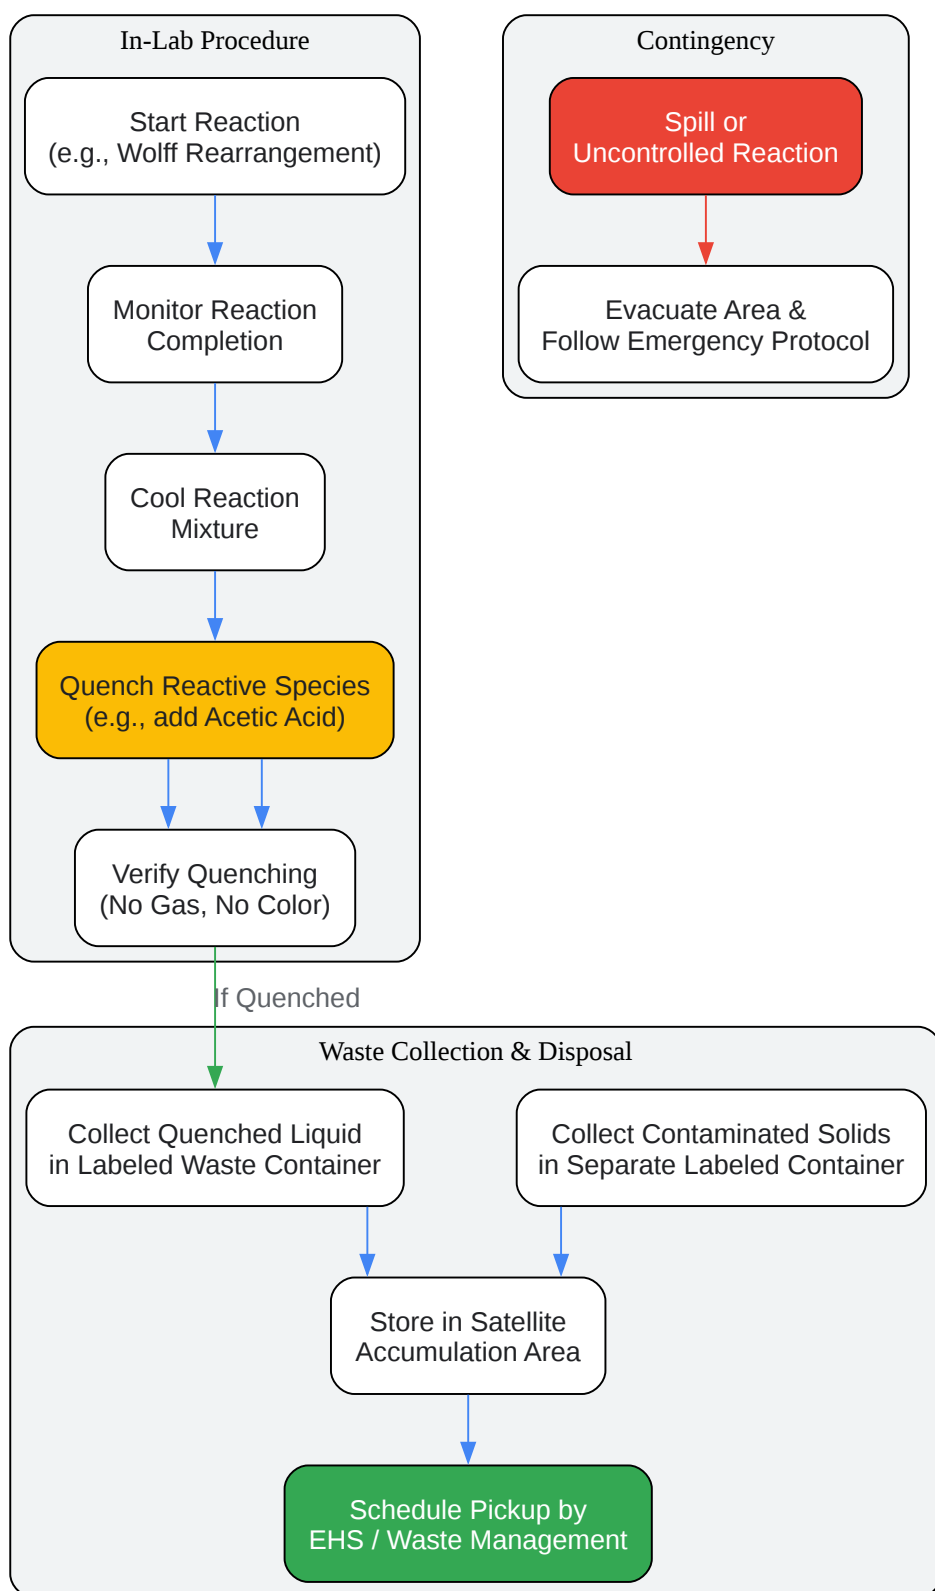 In-Lab Procedure
Start Reaction
(e.g., Wolff Rearrangement)
Monitor Reaction
Completion
Cool Reaction
Mixture
Quench Reactive Species
(e.g., add Acetic Acid)
Verify Quenching
(No Gas, No Color)
If Quenched
Contingency
Spill or
Uncontrolled Reaction
Evacuate Area &
Follow Emergency Protocol
Waste Collection & Disposal
Collect Quenched Liquid
in Labeled Waste Container
Collect Contaminated Solids
in Separate Labeled Container
Store in Satellite
Accumulation Area
Schedule Pickup by
EHS / Waste Management